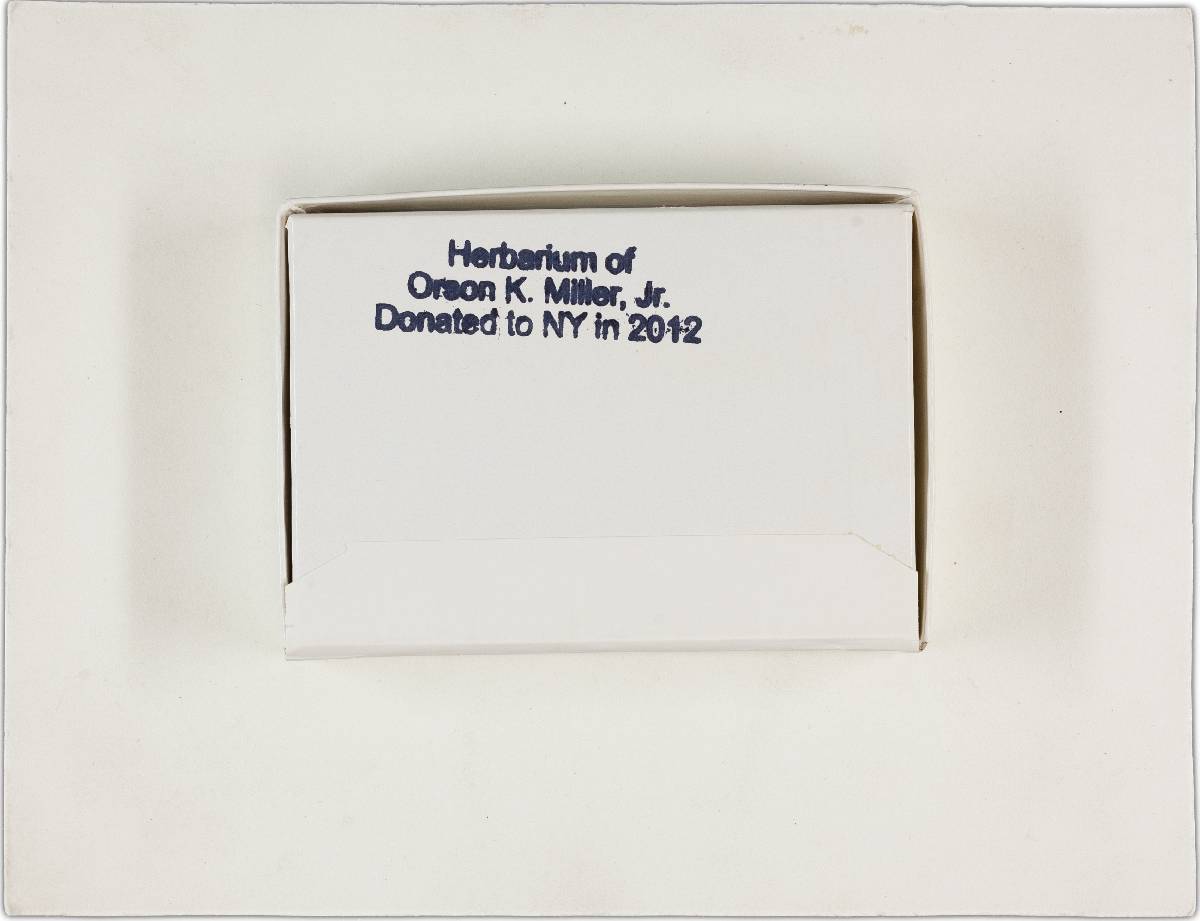 Herbarium of
Orson K. Miller, Jr.
Donated to NY in 2012